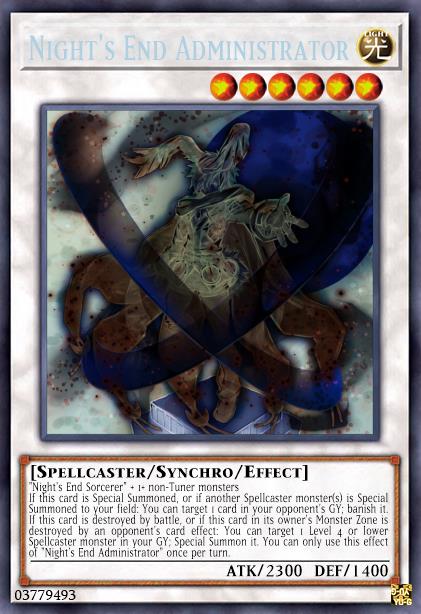 Night's End Administrator
LIGHT
光
[Spellcaster/Synchro/Effect]
"Night's End Sorcerer" + 1+ non-Tuner monsters
If this card is Special Summoned, or if another Spellcaster monster(s) is Special
Summoned to your field: You can target 1 card in your opponent's GY; banish it.
If this card is destroyed by battle, or if this card in its owner's Monster Zone is
destroyed by an opponent's card effect: You can target 1 Level 4 or lower
Spellcaster monster in your GY; Special Summon it. You can only use this effect
of "Night's End Administrator" once per turn.
ATK/2300 DEF/1400
03779493